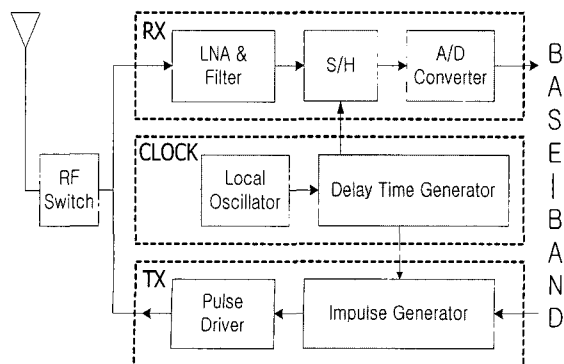 RX
LNA &
Filter
S/H
A/D
Converter
CLOCK
Local
Oscillator
Delay Time Generator
RF
Switch
TX
Pulse
Driver
Impulse Generator
B
A
S
E
I
B
A
N
D